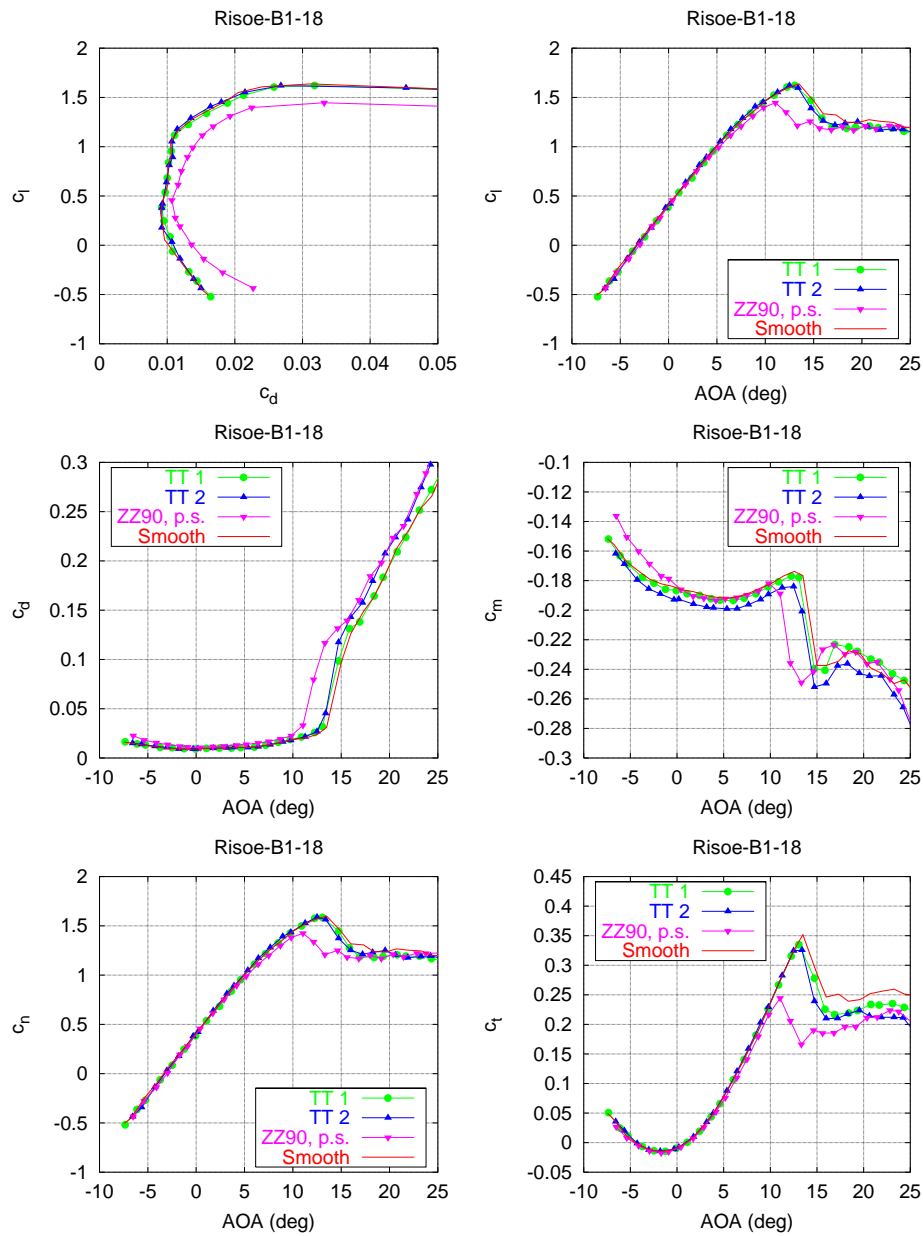 Risoe-B1-18
2
1.5
1
0.5
0
-0.5
-1
c_l
0 0.01 0.02 0.03 0.04 0.05
c_d
Risoe-B1-18
2
1.5
1
0.5
0
-0.5
-1
c_l
TT 1
TT 2
ZZ90, p.s.
Smooth
-10 -5 0 5 10 15 20 25
AOA (deg)
Risoe-B1-18
0.3
0.25
0.2
0.15
0.1
0.05
0
c_d
TT 1
TT 2
ZZ90, p.s.
Smooth
-10 -5 0 5 10 15 20 25
AOA (deg)
Risoe-B1-18
-0.1
-0.12
-0.14
-0.16
-0.18
-0.2
-0.22
-0.24
-0.26
-0.28
-0.3
c_m
TT 1
TT 2
ZZ90, p.s.
Smooth
-10 -5 0 5 10 15 20 25
AOA (deg)
Risoe-B1-18
2
1.5
1
0.5
0
-0.5
-1
c_n
TT 1
TT 2
ZZ90, p.s.
Smooth
-10 -5 0 5 10 15 20 25
AOA (deg)
Risoe-B1-18
0.45
0.4
0.35
0.3
0.25
0.2
0.15
0.1
0.05
0
-0.05
c_t
TT 1
TT 2
ZZ90, p.s.
Smooth
-10 -5 0 5 10 15 20 25
AOA (deg)